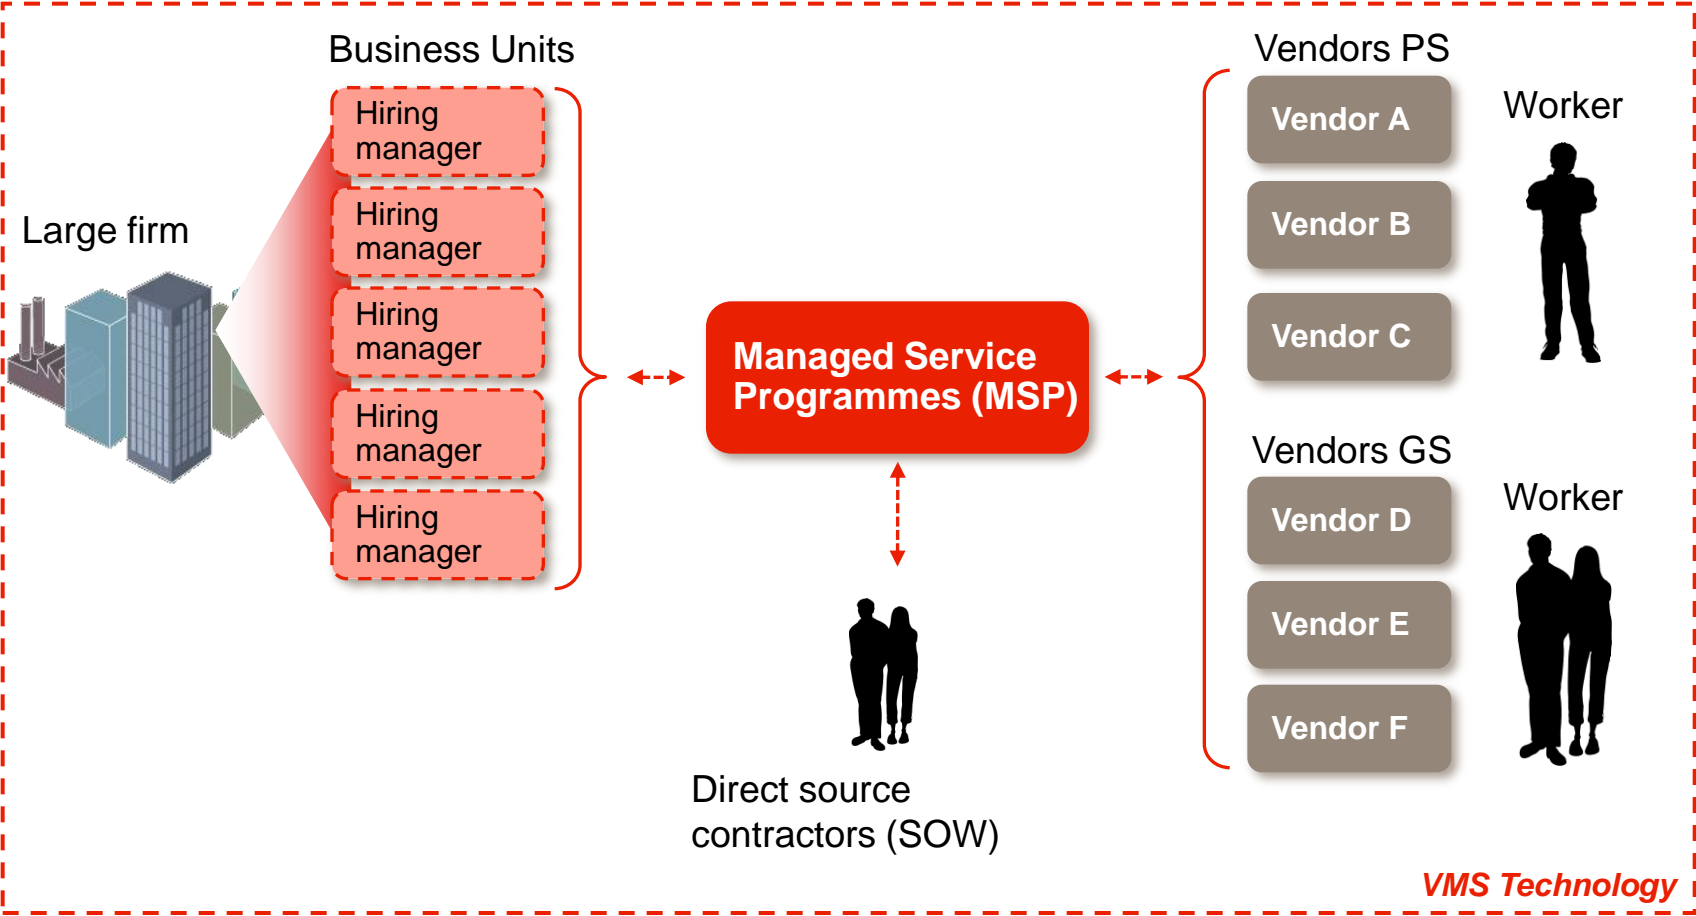 Business Units
Hiring
manager
Hiring
manager
Hiring
manager
Hiring
manager
Hiring
manager
Large firm
Managed Service
Programmes (MSP)
Direct source
contractors (SOW)
Vendors PS
Vendor A
Vendor B
Vendor C
Worker
Vendors GS
Vendor D
Vendor E
Vendor F
Worker
VMS Technology